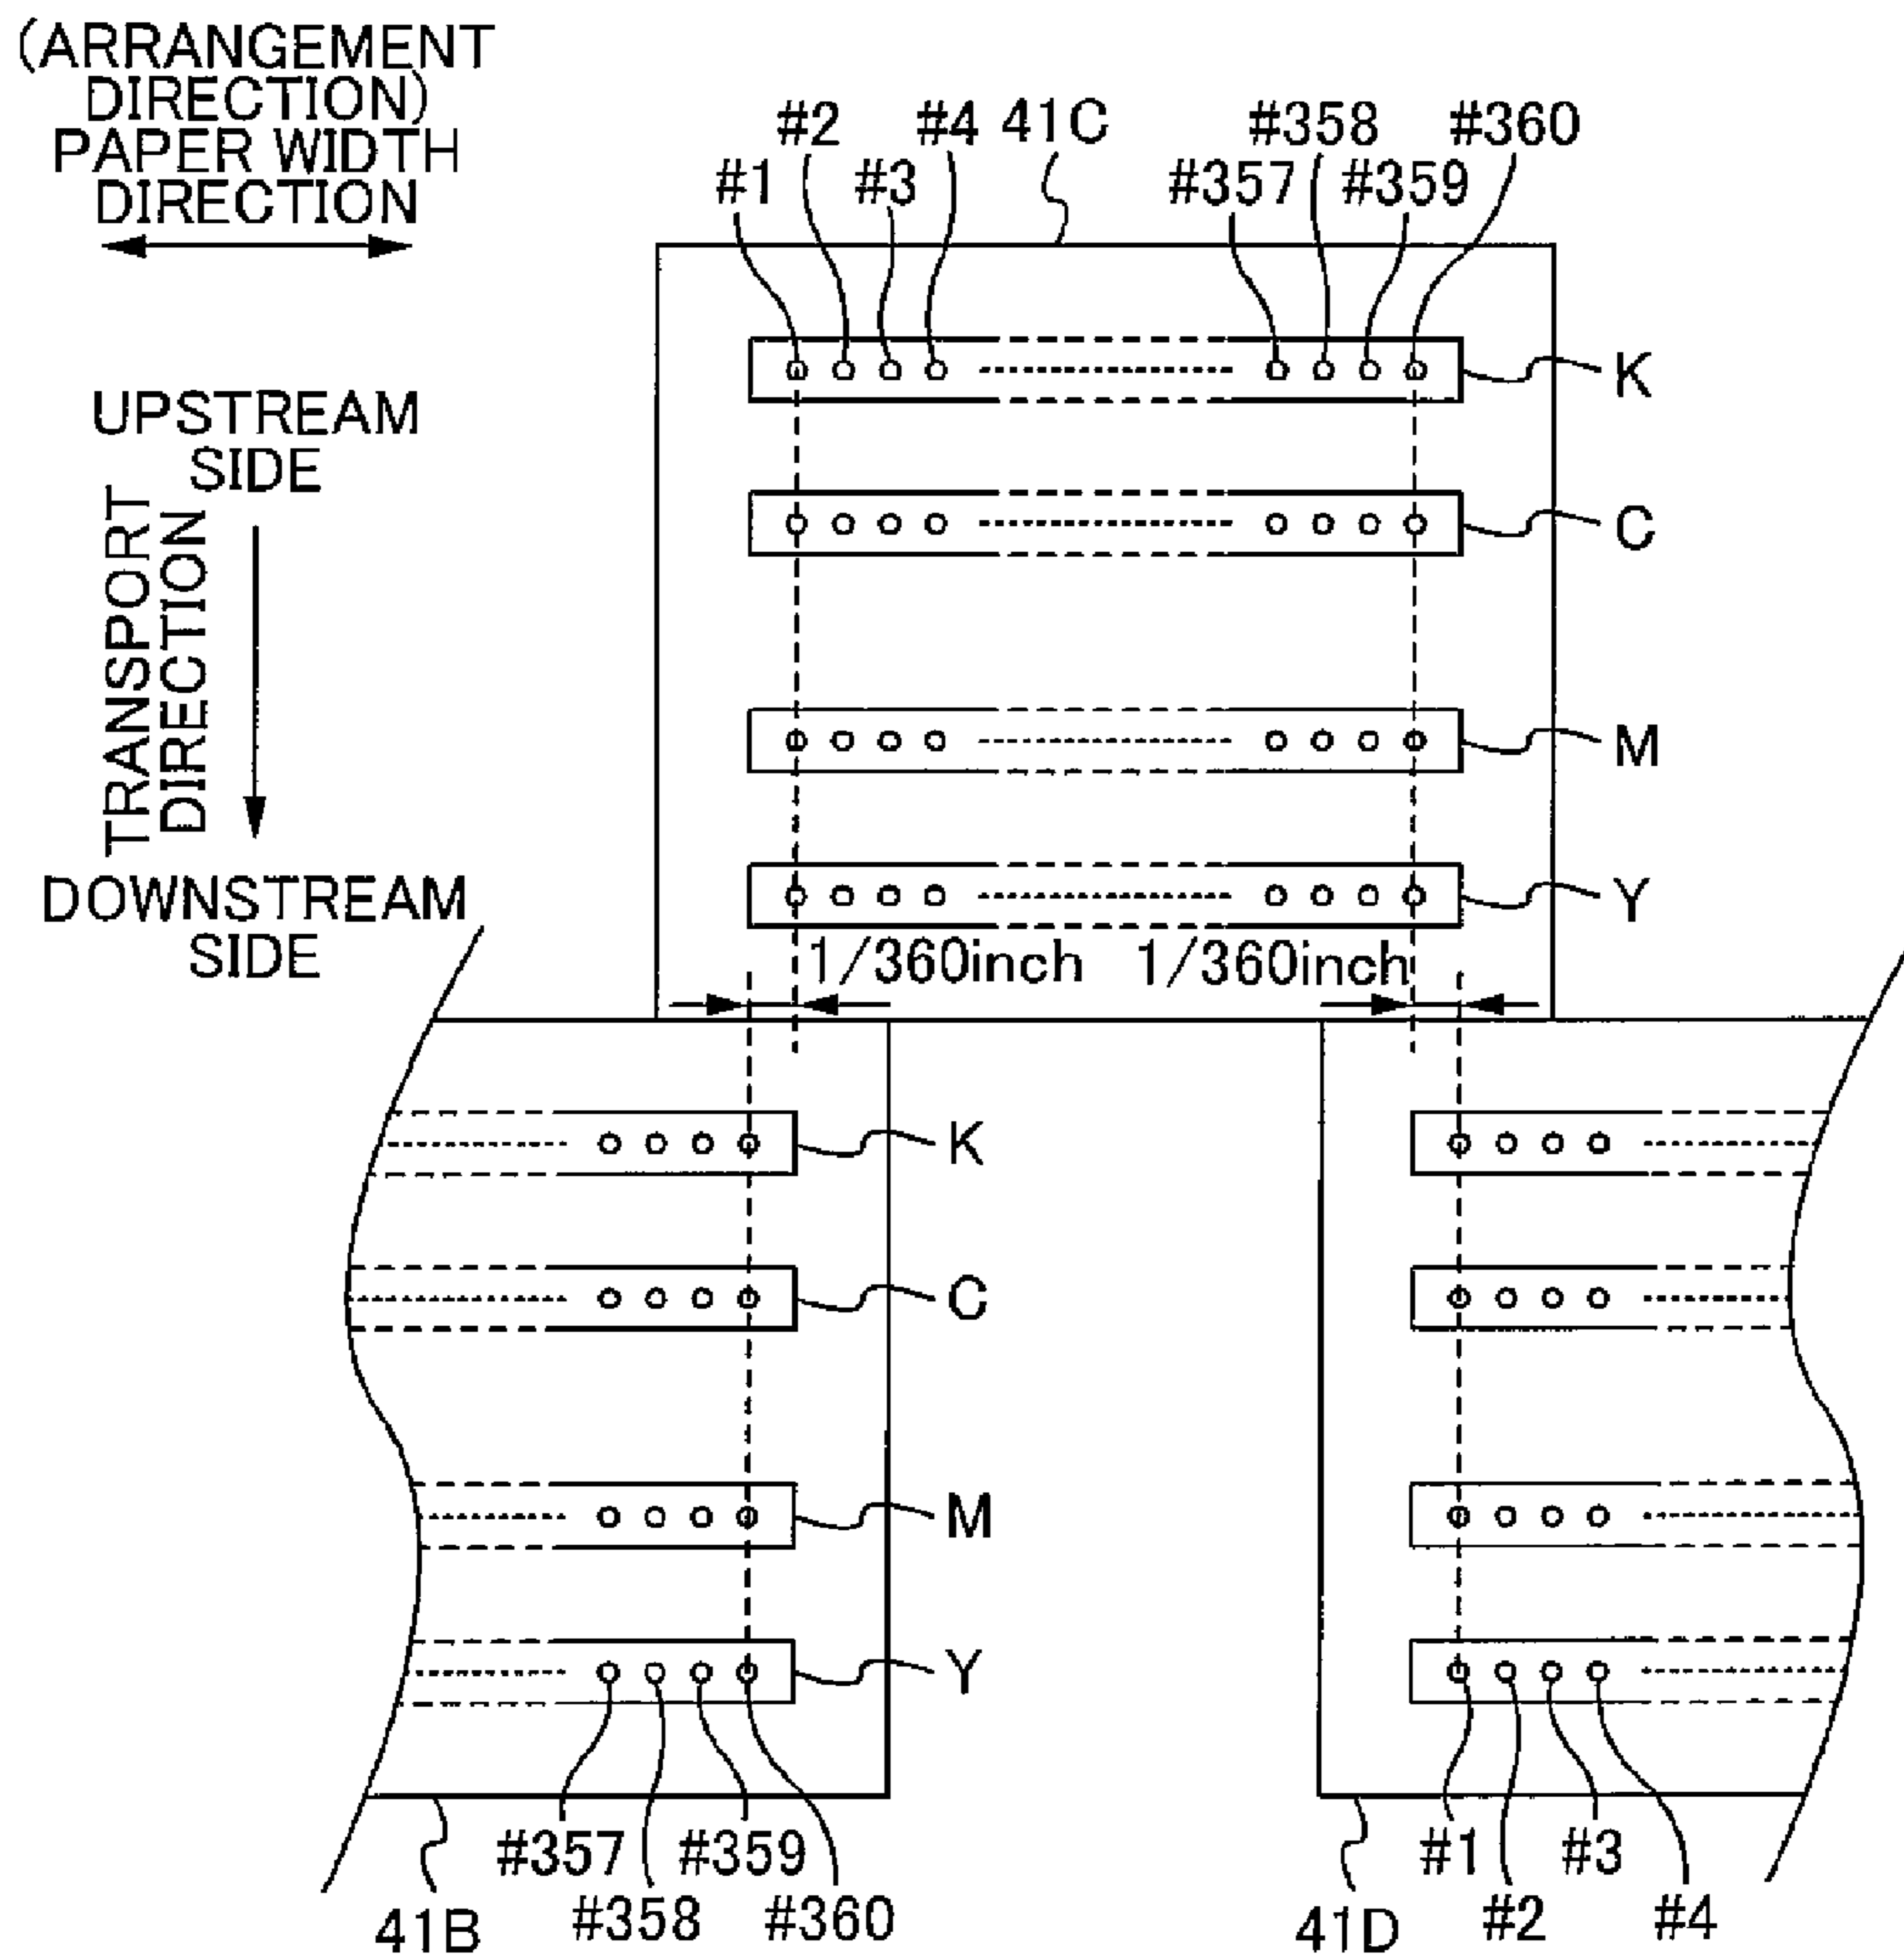 (ARRANGEMENT
DIRECTION)
PAPER WIDTH
DIRECTION
#2 #4 41C #358 #360
#1 #3 #357 #359
K
UPSTREAM
SIDE
C
TRANSPORT
DIRECTION
M
DOWNSTREAM
SIDE
Y
1/360inch 1/360inch
K
C
M
Y
#357 #359 #1 #3
41B #358 #360 41D #2 #4